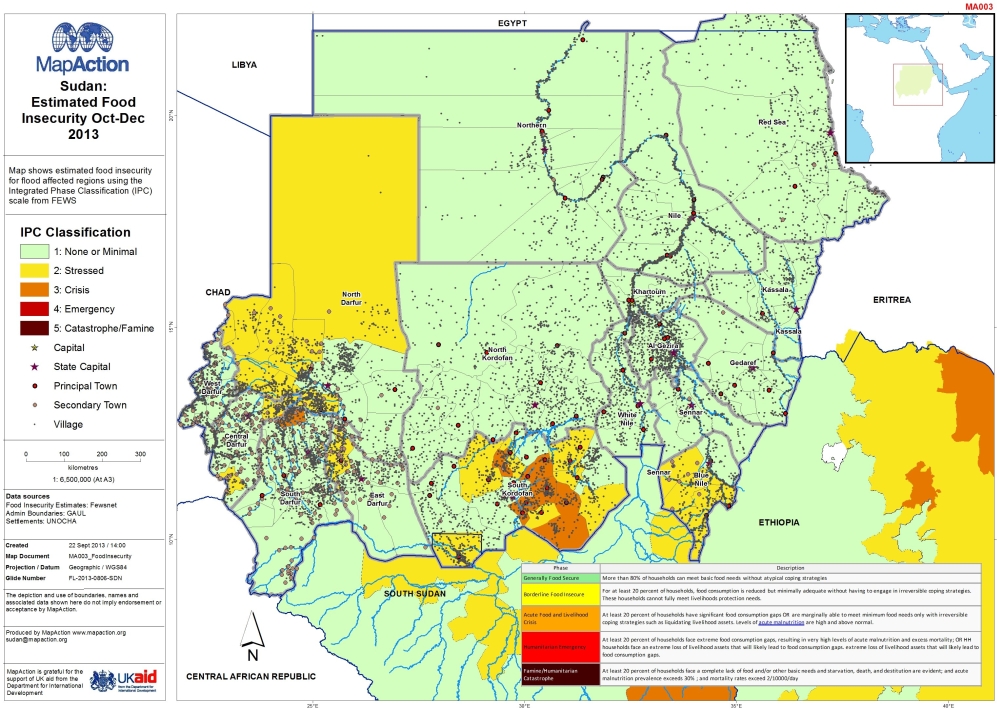 MA003
MapAction
Sudan:
Estimated Food
Insecurity Oct-Dec
2013
Map shows estimated food insecurity
for flood affected regions using the
Integrated Phase Classification (IPC)
scale from FEWS
IPC Classification
1: None or Minimal
2: Stressed
3: Crisis
4: Emergency
5: Catastrophe/Famine
Capital
State Capital
Principal Town
Secondary Town
Village
0 100 200 300
kilometres
1: 6,500,000 (At A3)
Data sources
Food Insecurity Estimates: Fewsnet
Admin Boundaries: GAUL
Settlements: UNOCHA
Created 22 Sept 2013 / 14:00
Map Document MA003_FoodInsecurity
Projection / Datum Geographic / WGS84
Glide Number FL-2013-0806-SDN
The depiction and use of boundaries, names and
associated data shown here do not imply endorsement or
acceptance by MapAction.
Produced by MapAction www.mapaction.org
sudan@mapaction.org
MapAction is grateful for the
support of UK aid from the
Department for International
Development
UKaid
from the Department for
International Development
EGYPT
LIBYA
20°N
Northern
Red Sea
Nile
CHAD
North
Darfur
Khartoum
Kassala
ERITREA
15°N
Kassala
North
Kordofan
Al Gezira
Gedaref
West
Darfur
White
Nile
Sennar
Central
Darfur
Sennar
Blue
Nile
South
Kordofan
South
Darfur
East
Darfur
ETHIOPIA
10°N
SOUTH SUDAN
N
CENTRAL AFRICAN REPUBLIC
25°E 30°E 35°E 40°E
Phase Description
Generally Food Secure More than 80% of households can meet basic food needs without atypical coping strategies
Borderline Food Insecure For at least 20 percent of households, food consumption is reduced but minimally adequate without having to engage in irreversible coping strategies.
These households cannot fully meet livelihoods protection needs.
Acute Food and Livelihood
Crisis
At least 20 percent of households have significant food consumption gaps OR are marginally able to meet minimum food needs only with irreversible
coping strategies such as liquidating livelihood assets. Levels of acute malnutrition are high and above normal.
Humanitarian Emergency
At least 20 percent of households face extreme food consumption gaps, resulting in very high levels of acute malnutrition and excess mortality; OR HH
households face an extreme loss of livelihood assets that will likely lead to food consumption gaps. extreme loss of livelihood assets that will likely lead to
food consumption gaps.
Famine/Humanitarian
Catastrophe
At least 20 percent of households face a complete lack of food and/or other basic needs and starvation, death, and destitution are evident; and acute
malnutrition prevalence exceeds 30% ; and mortality rates exceed 2/10000/day